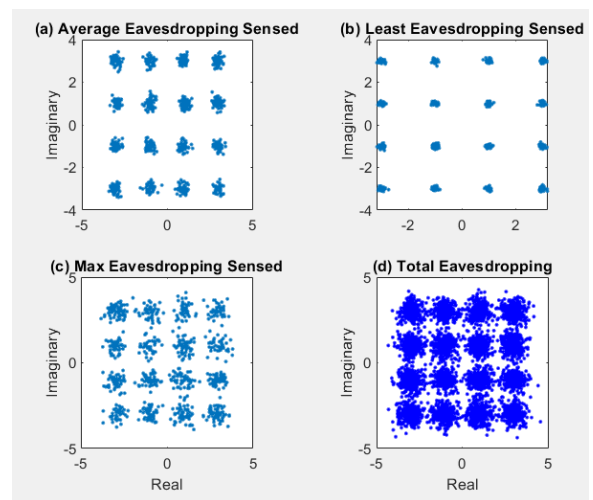 (a) Average Eavesdropping Sensed
4
2
0
-2
-4
-5
0
5
Imaginary
(b) Least Eavesdropping Sensed
4
2
0
-2
-4
-2
0
2
Imaginary
(c) Max Eavesdropping Sensed
5
0
-5
-5
0
5
Imaginary
Real
(d) Total Eavesdropping
5
0
-5
-5
0
5
Imaginary
Real